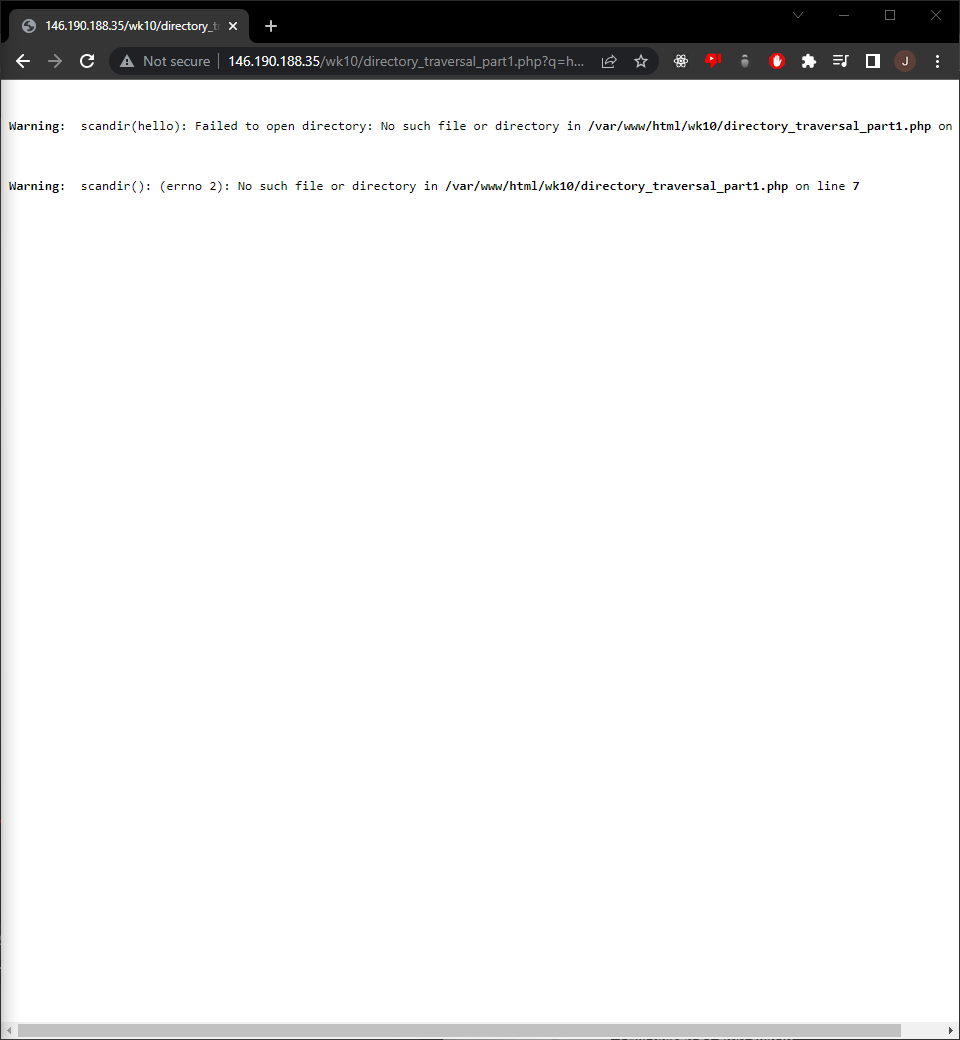 146.190.188.35/wk10/directory_t
Not secure | 146.190.188.35/wk10/directory_traversal_part1.php?q=h...
J
Warning:  scandir(hello): Failed to open directory: No such file or directory in /var/www/html/wk10/directory_traversal_part1.php on
Warning:  scandir(): (errno 2): No such file or directory in /var/www/html/wk10/directory_traversal_part1.php on line 7